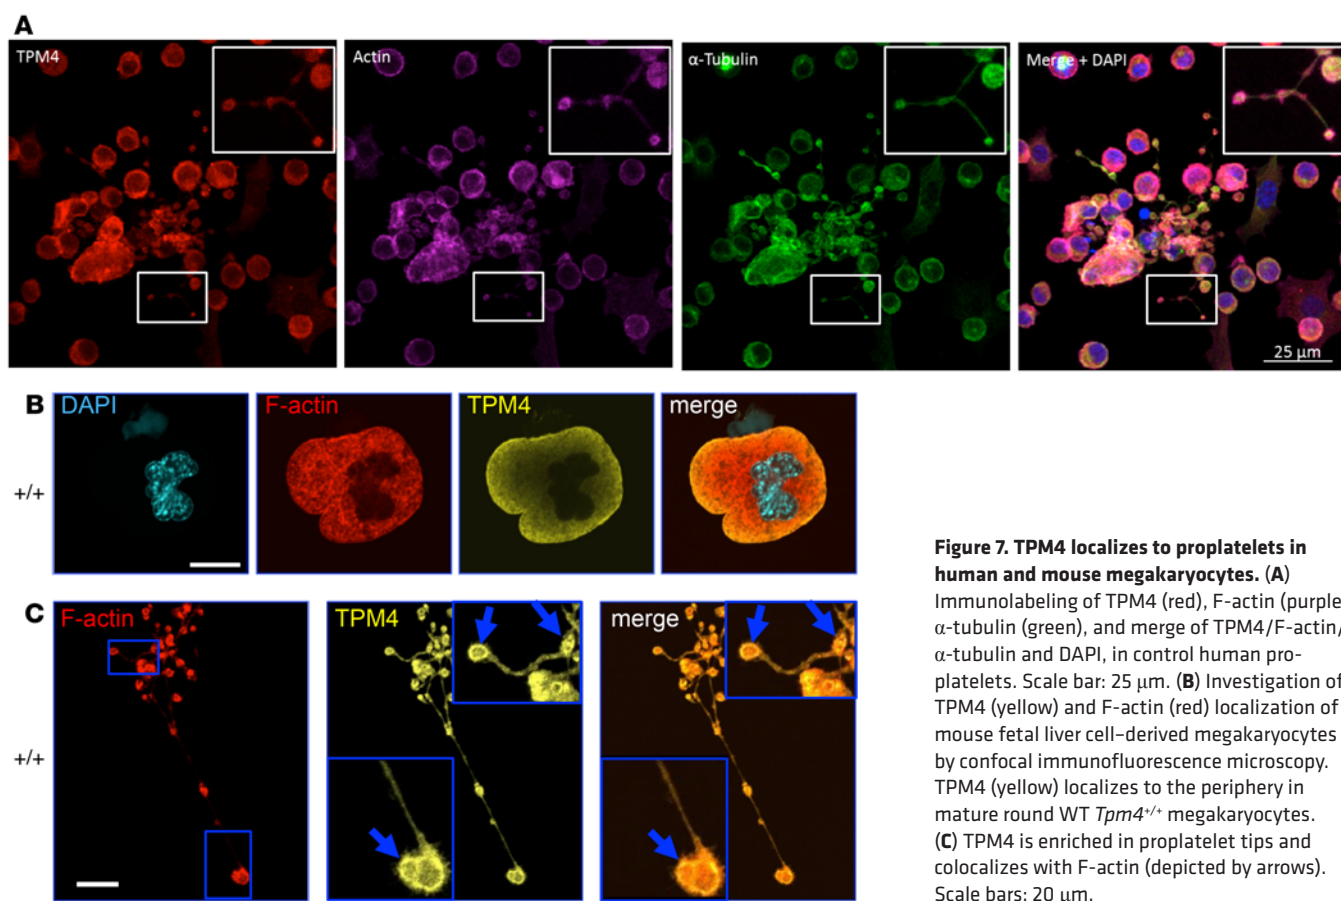 A
TPM4
Actin
α-Tubulin
Merge + DAPI
25 µm
B
DAPI
F-actin
TPM4
merge
+/+
C
F-actin
TPM4
merge
+/+
Figure 7. TPM4 localizes to proplatelets in
human and mouse megakaryocytes. (A)
Immunolabeling of TPM4 (red), F-actin (purple
α-tubulin (green), and merge of TPM4/F-actin/
α-tubulin and DAPI, in control human pro-
platelets. Scale bar: 25 μm. (B) Investigation of
TPM4 (yellow) and F-actin (red) localization of
mouse fetal liver cell–derived megakaryocytes
by confocal immunofluorescence microscopy.
TPM4 (yellow) localizes to the periphery in
mature round WT Tpm4+/+ megakaryocytes.
(C) TPM4 is enriched in proplatelet tips and
colocalizes with F-actin (depicted by arrows).
Scale bars: 20 μm.